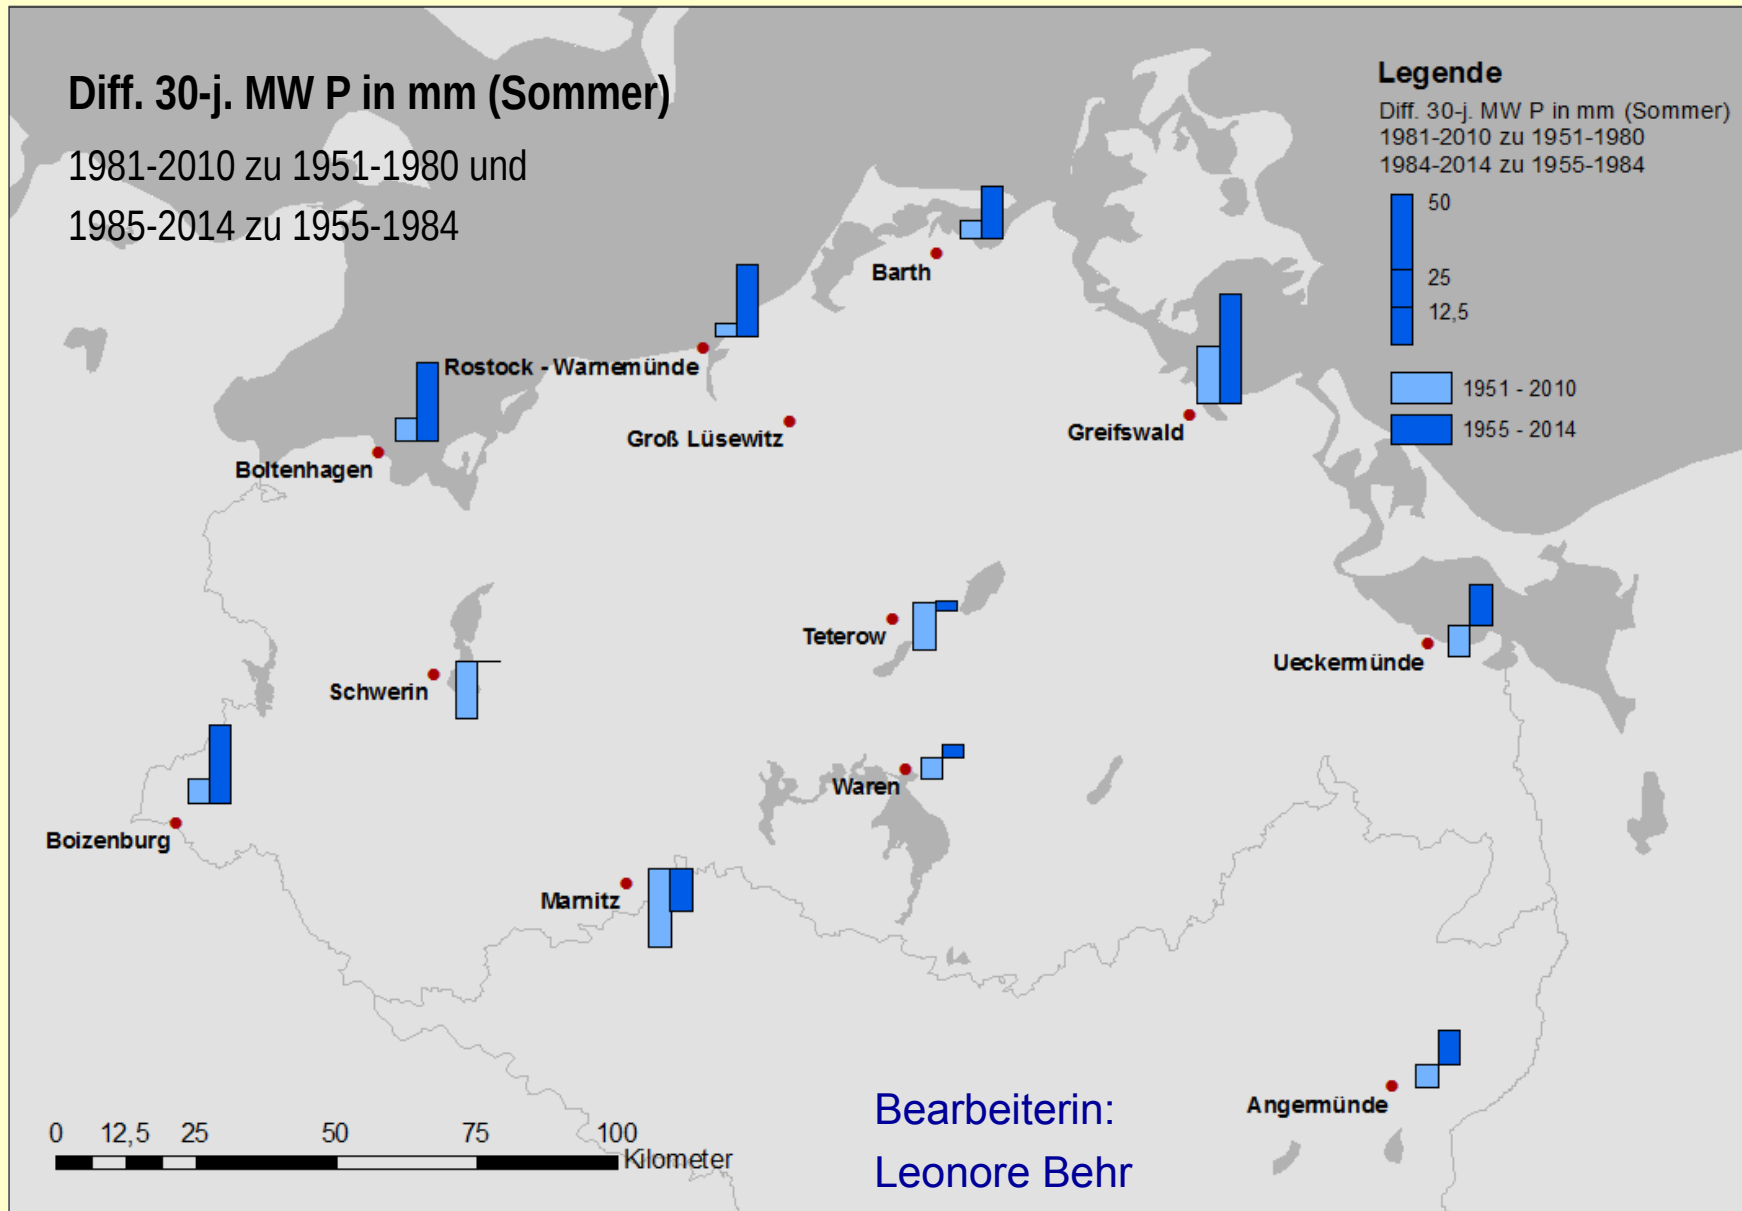 Diff. 30-j. MW P in mm (Sommer)
1981-2010 zu 1951-1980 und
1985-2014 zu 1955-1984
Legende
Diff. 30-j. MW P in mm (Sommer)
1981-2010 zu 1951-1980
1984-2014 zu 1955-1984
50
25
12,5
1951 - 2010
1955 - 2014
Barth
Rostock - Warnemünde
Groß Lüsewitz
Greifswald
Boltenhagen
Teterow
Ueckermünde
Schwerin
Waren
Boizenburg
Marnitz
Angermünde
0 12,5 25 50 75 100
Kilometer
Bearbeiterin:
Leonore Behr